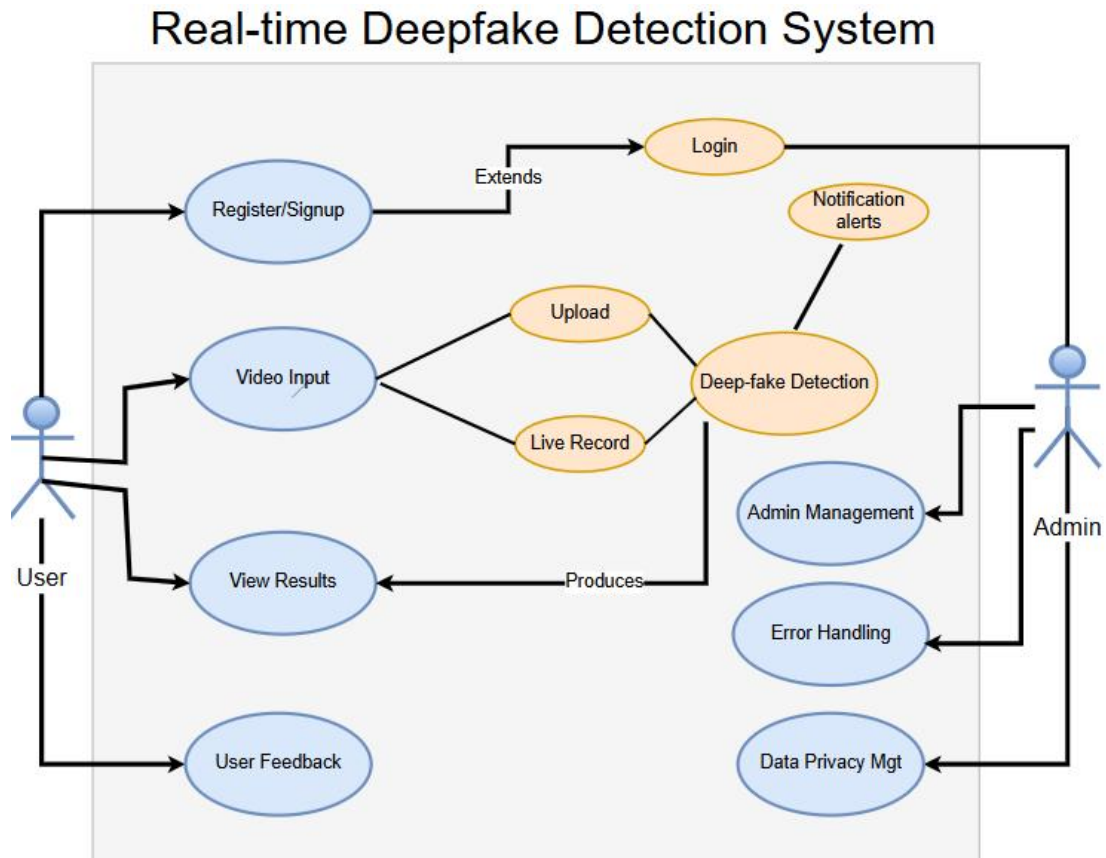 Real-time Deepfake Detection System
Login
Extends
Register/Signup
Notification
alerts
Upload
Video Input
Deep-fake Detection
Live Record
Admin Management
Admin
User
View Results
Produces
Error Handling
User Feedback
Data Privacy Mgt